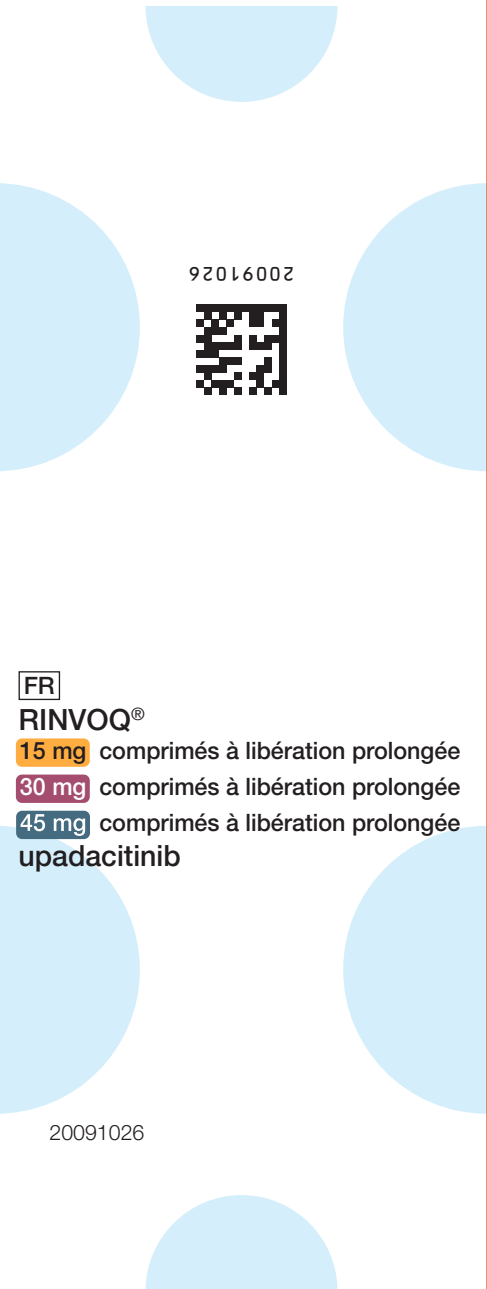 20091026
FR
RINVOQ®
15 mg comprimés à libération prolongée
30 mg comprimés à libération prolongée
45 mg comprimés à libération prolongée
upadacitinib
20091026